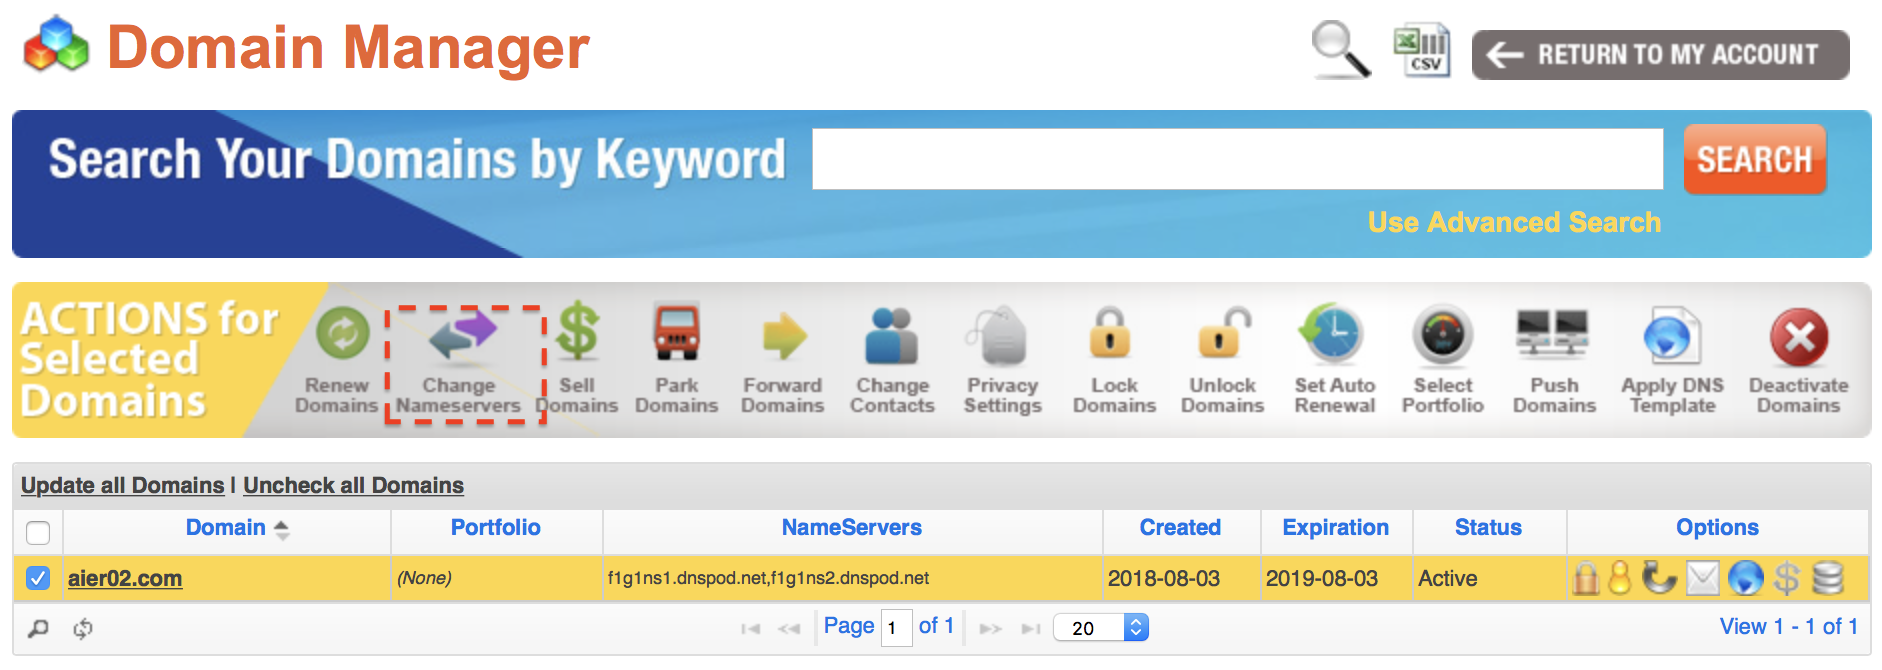 Domain Manager
CSV
RETURN TO MY ACCOUNT
Search Your Domains by Keyword
SEARCH
Use Advanced Search
ACTIONS for
Selected
Domains
Renew
Domains
Change
Nameservers
Sell
Domains
Park
Domains
Forward
Domains
Change
Contacts
Privacy
Settings
Lock
Domains
Unlock
Domains
Set Auto
Renewal
Select
Portfolio
Push
Domains
Apply DNS
Template
Deactivate
Domains
Update all Domains | Uncheck all Domains
Domain Portfolio NameServers Created Expiration Status Options
aier02.com (None) f1g1ns1.dnspod.net,f1g1ns2.dnspod.net 2018-08-03 2019-08-03 Active
Page 1 of 1 20 View 1 - 1 of 1